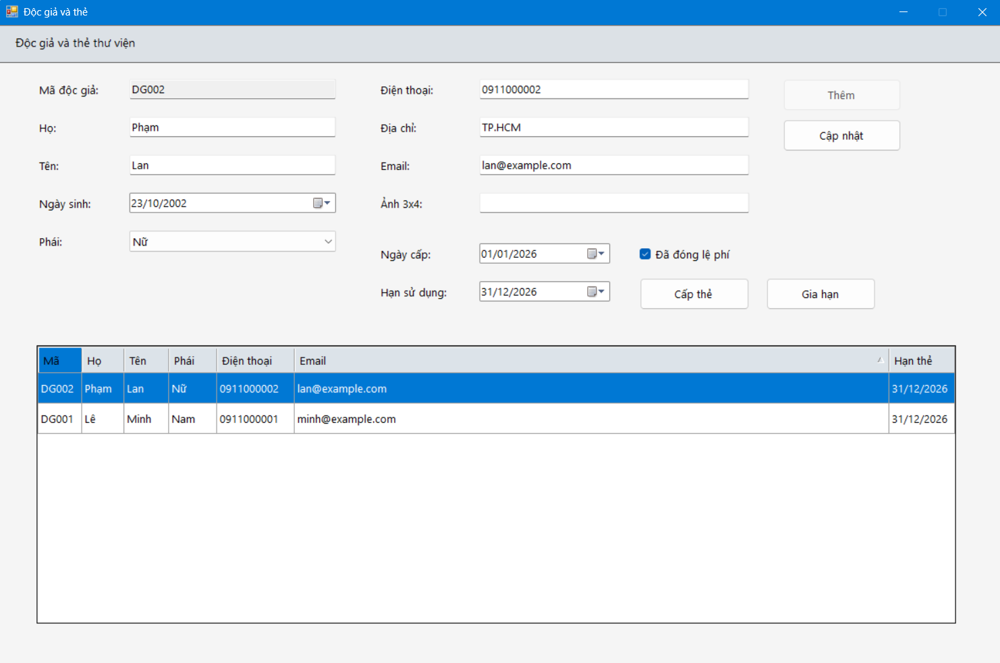 Độc giả và thẻ
Độc giả và thẻ thư viện
Mã độc giả: DG002 Điện thoại: 0911000002 Thêm
Họ: Phạm Địa chỉ: TP.HCM Cập nhật
Tên: Lan Email: lan@example.com
Ngày sinh: 23/10/2002 Ảnh 3x4:
Phái: Nữ
Ngày cấp: 01/01/2026 Đã đóng lệ phí
Hạn sử dụng: 31/12/2026 Cấp thẻ Gia hạn
Mã Họ Tên Phái Điện thoại Email Hạn thẻ
DG002 Phạm Lan Nữ 0911000002 lan@example.com 31/12/2026
DG001 Lê Minh Nam 0911000001 minh@example.com 31/12/2026